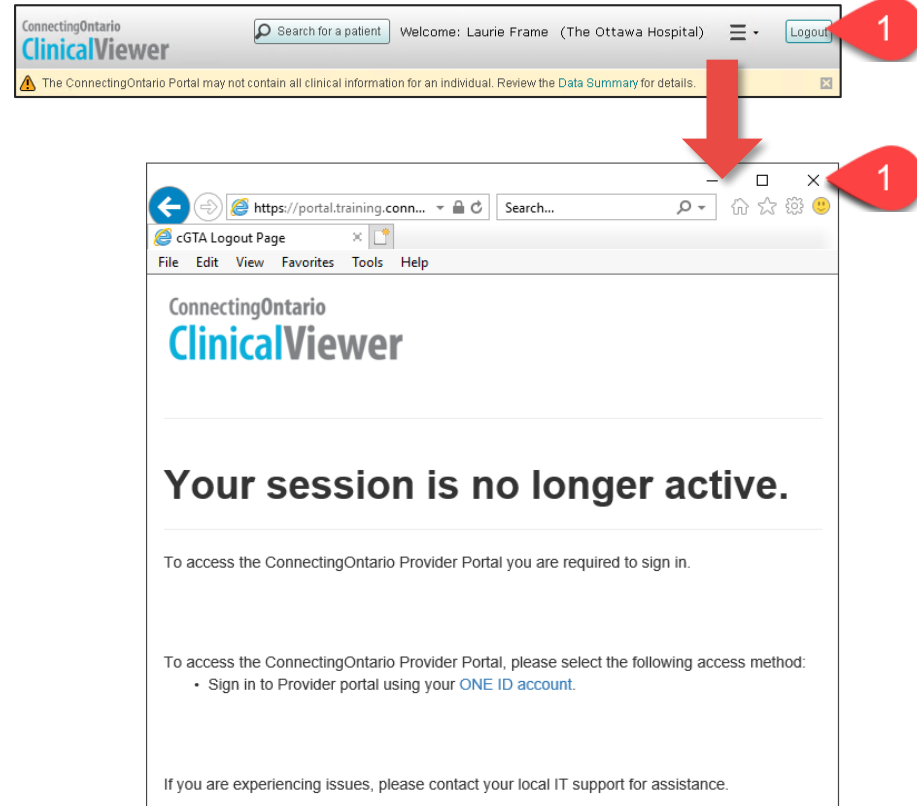 ConnectingOntario
ClinicalViewer
Search for a patient Welcome: Laurie Frame (The Ottawa Hospital) Logout 1
The ConnectingOntario Portal may not contain all clinical information for an individual. Review the Data Summary for details.
1
https://portal.training.conn... Search...
cGTA Logout Page
File Edit View Favorites Tools Help
ConnectingOntario
ClinicalViewer
Your session is no longer active.
To access the ConnectingOntario Provider Portal you are required to sign in.
To access the ConnectingOntario Provider Portal, please select the following access method:
• Sign in to Provider portal using your ONE ID account.
If you are experiencing issues, please contact your local IT support for assistance.